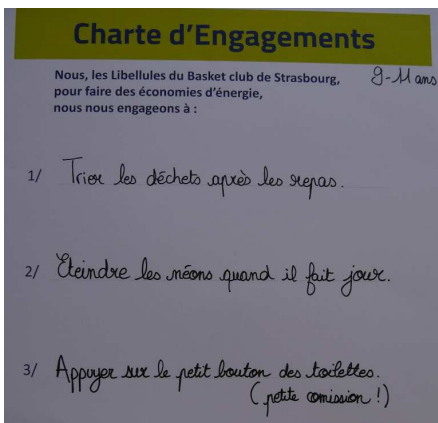 Charte d'Engagements
Nous, les Libellules du Basket club de Strasbourg,
9-11 ans
pour faire des économies d'énergie,
nous nous engageons à :
1/ Trier les déchets après les repas.
2/ Eteindre les néons quand il fait jour.
3/ Appuyer sur le petit bouton des toilettes.
(petite comission !)